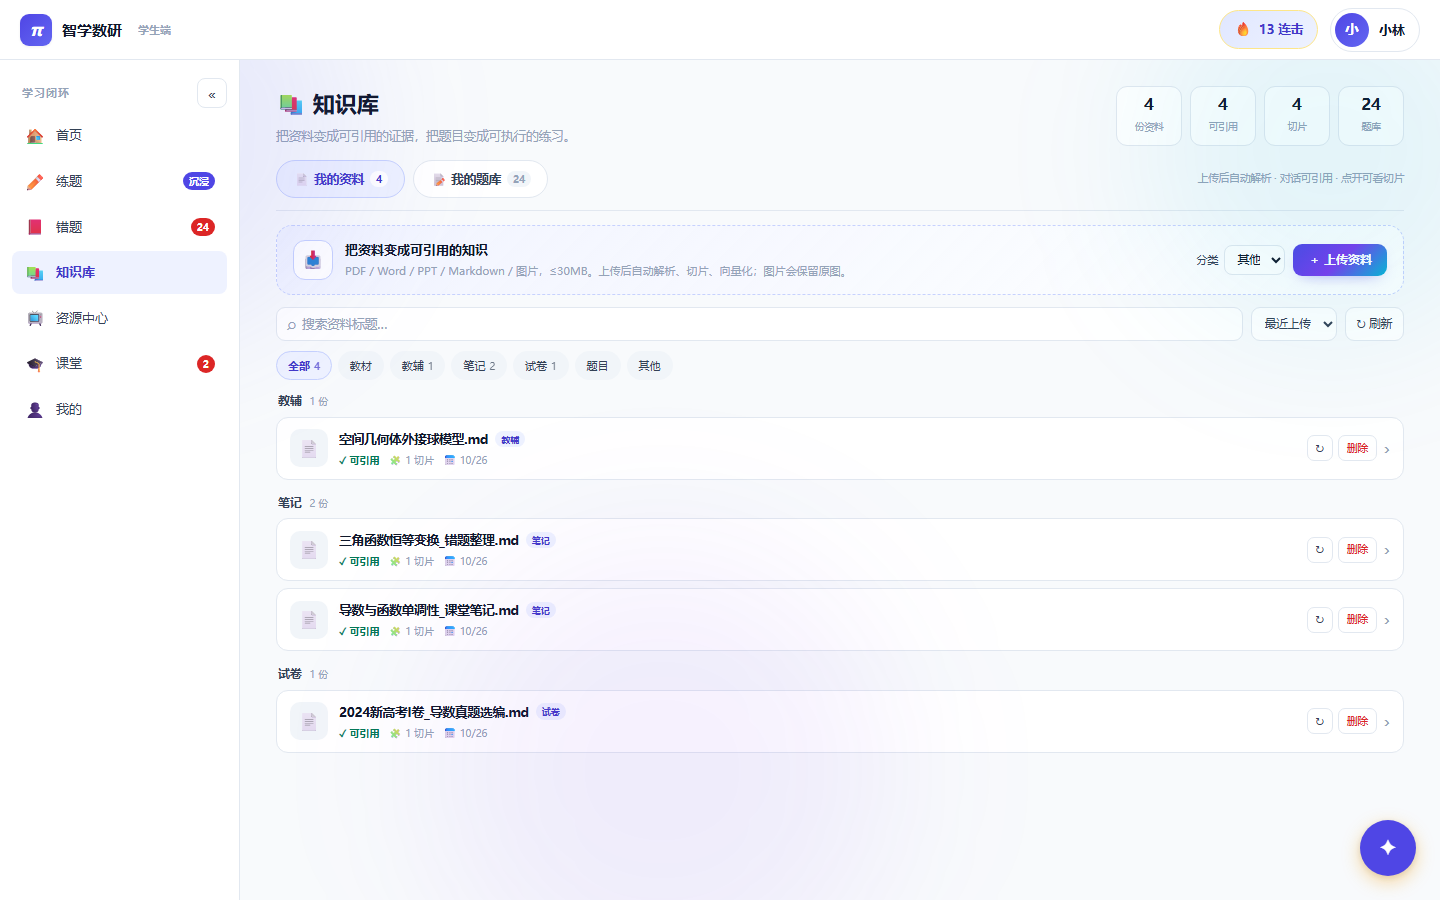 π 智学数研 学生端
13 连击
小 小林
学习闭环 «
首页
练题 沉浸
错题 24
知识库
资源中心
课堂 2
我的
知识库
把资料变成可引用的证据，把题目变成可执行的练习。
4 份资料
4 可引用
4 切片
24 题库
我的资料 4
我的题库 24
上传后自动解析 · 对话可引用 · 点开可看切片
把资料变成可引用的知识
PDF / Word / PPT / Markdown / 图片，≤30MB。上传后自动解析、切片、向量化；图片会保留原图。
分类 其他 + 上传资料
搜索资料标题...
最近上传 ↻ 刷新
全部 4 教材 教辅 1 笔记 2 试卷 1 题目 其他
教辅 1 份
空间几何体外接球模型.md 教辅
✓ 可引用 1 切片 10/26
↻ 删除 ›
笔记 2 份
三角函数恒等变换_错题整理.md 笔记
✓ 可引用 1 切片 10/26
↻ 删除 ›
导数与函数单调性_课堂笔记.md 笔记
✓ 可引用 1 切片 10/26
↻ 删除 ›
试卷 1 份
2024新高考I卷_导数真题选编.md 试卷
✓ 可引用 1 切片 10/26
↻ 删除 ›